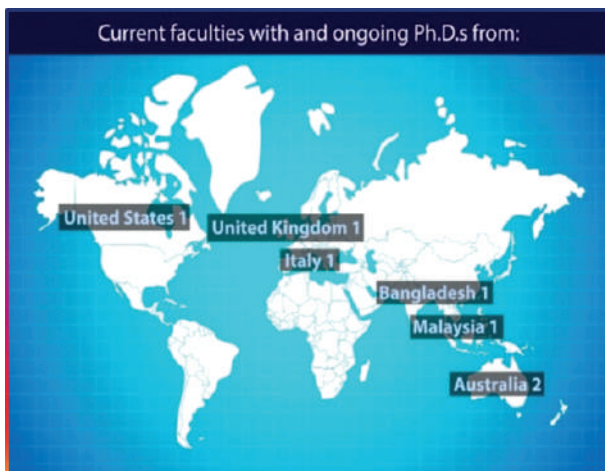 Current faculties with and ongoing Ph.D.s from:
United States 1
United Kingdom 1
Italy 1
Bangladesh 1
Malaysia 1
Australia 2